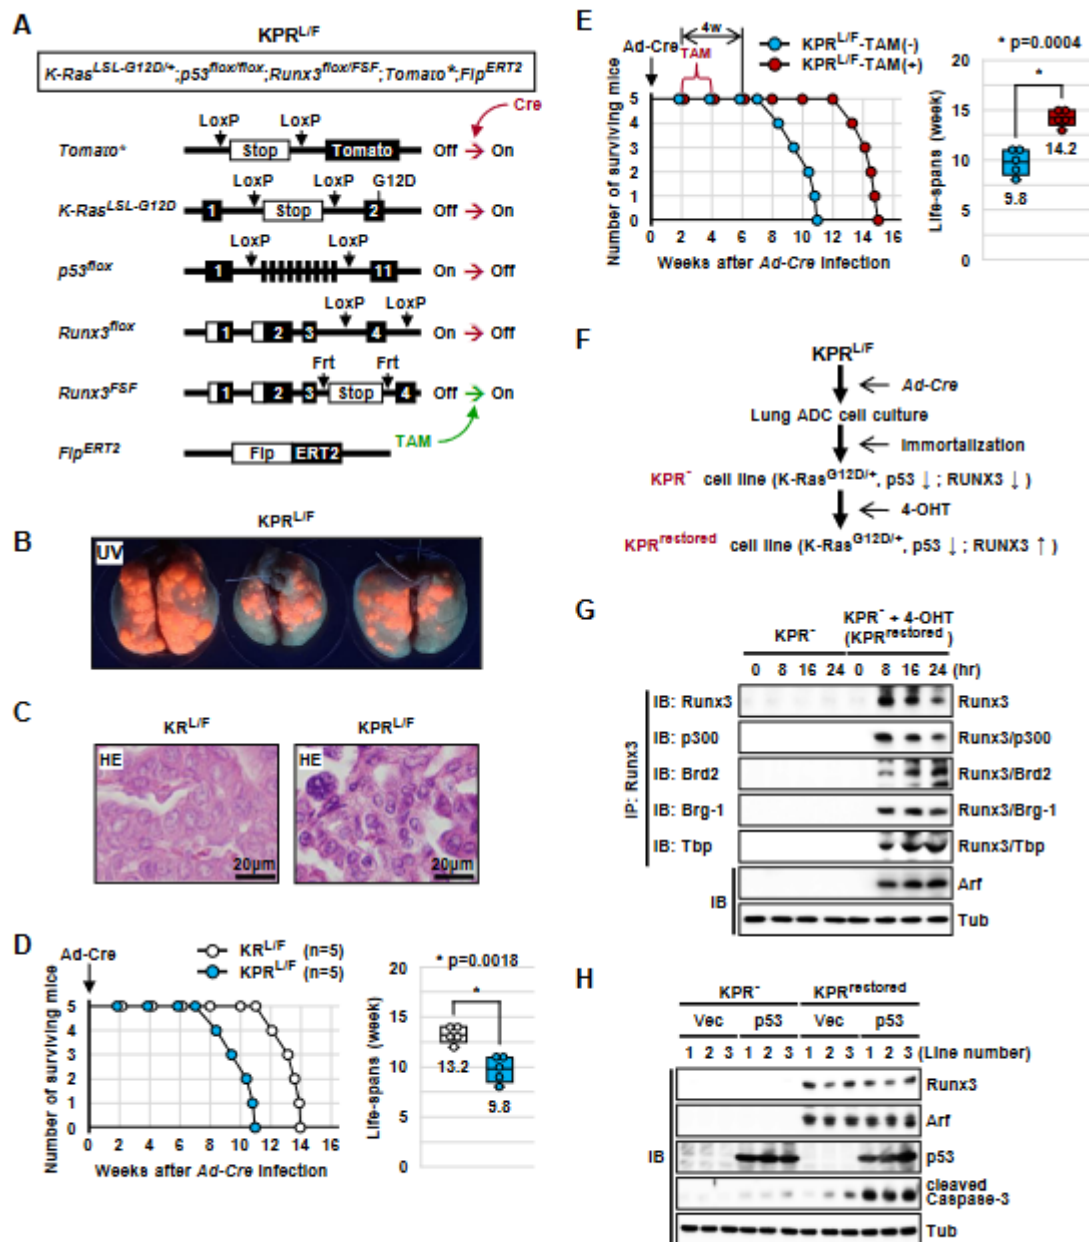 A
KPR^L/F
K-Ras^LSL-G12D/+;p53^flox/flox;Runx3^flox/FSF;Tomato*;Flp^ERT2
Cre
LoxP LoxP
Tomato* Stop Tomato Off On
LoxP LoxP G12D
K-Ras^LSL-G12D 1 Stop 2 Off On
LoxP LoxP
p53^flox 1 11 On Off
LoxP LoxP
Runx3^flox 1 2 3 4 On Off
Frt Frt
Runx3^FSF 1 2 3 Stop 4 Off On
TAM
Flp^ERT2 Flp ERT2
B
KPR^L/F
UV
C
KR^L/F KPR^L/F
HE HE
20μm 20μm
D
Ad-Cre
KR^L/F (n=5)
KPR^L/F (n=5)
Number of surviving mice
5
4
3
2
1
0
0 2 4 6 8 10 12 14 16
Weeks after Ad-Cre infection
Life-spans (week)
20
15
10
5
0
* p=0.0018
*
13.2
9.8
E
Ad-Cre
4w
TAM
KPR^L/F-TAM(-)
KPR^L/F-TAM(+)
Number of surviving mice
5
4
3
2
1
0
0 2 4 6 8 10 12 14 16
Weeks after Ad-Cre infection
Life-spans (week)
* p=0.0004
20
15
10
5
0
*
14.2
9.8
F
KPR^L/F
Ad-Cre
Lung ADC cell culture
Immortalization
KPR^- cell line (K-Ras^G12D/+, p53 ↓ ; RUNX3 ↓ )
4-OHT
KPR^restored cell line (K-Ras^G12D/+, p53 ↓ ; RUNX3 ↑ )
G
KPR^- KPR^- + 4-OHT
(KPR^restored)
0 8 16 24 0 8 16 24 (hr)
IP: Runx3
IB: Runx3 Runx3
IB: p300 Runx3/p300
IB: Brd2 Runx3/Brd2
IB: Brg-1 Runx3/Brg-1
IB: Tbp Runx3/Tbp
IB
Arf
Tub
H
KPR^- KPR^restored
Vec p53 Vec p53
1 2 3 1 2 3 1 2 3 1 2 3 (Line number)
IB
Runx3
Arf
p53
cleaved
Caspase-3
Tub